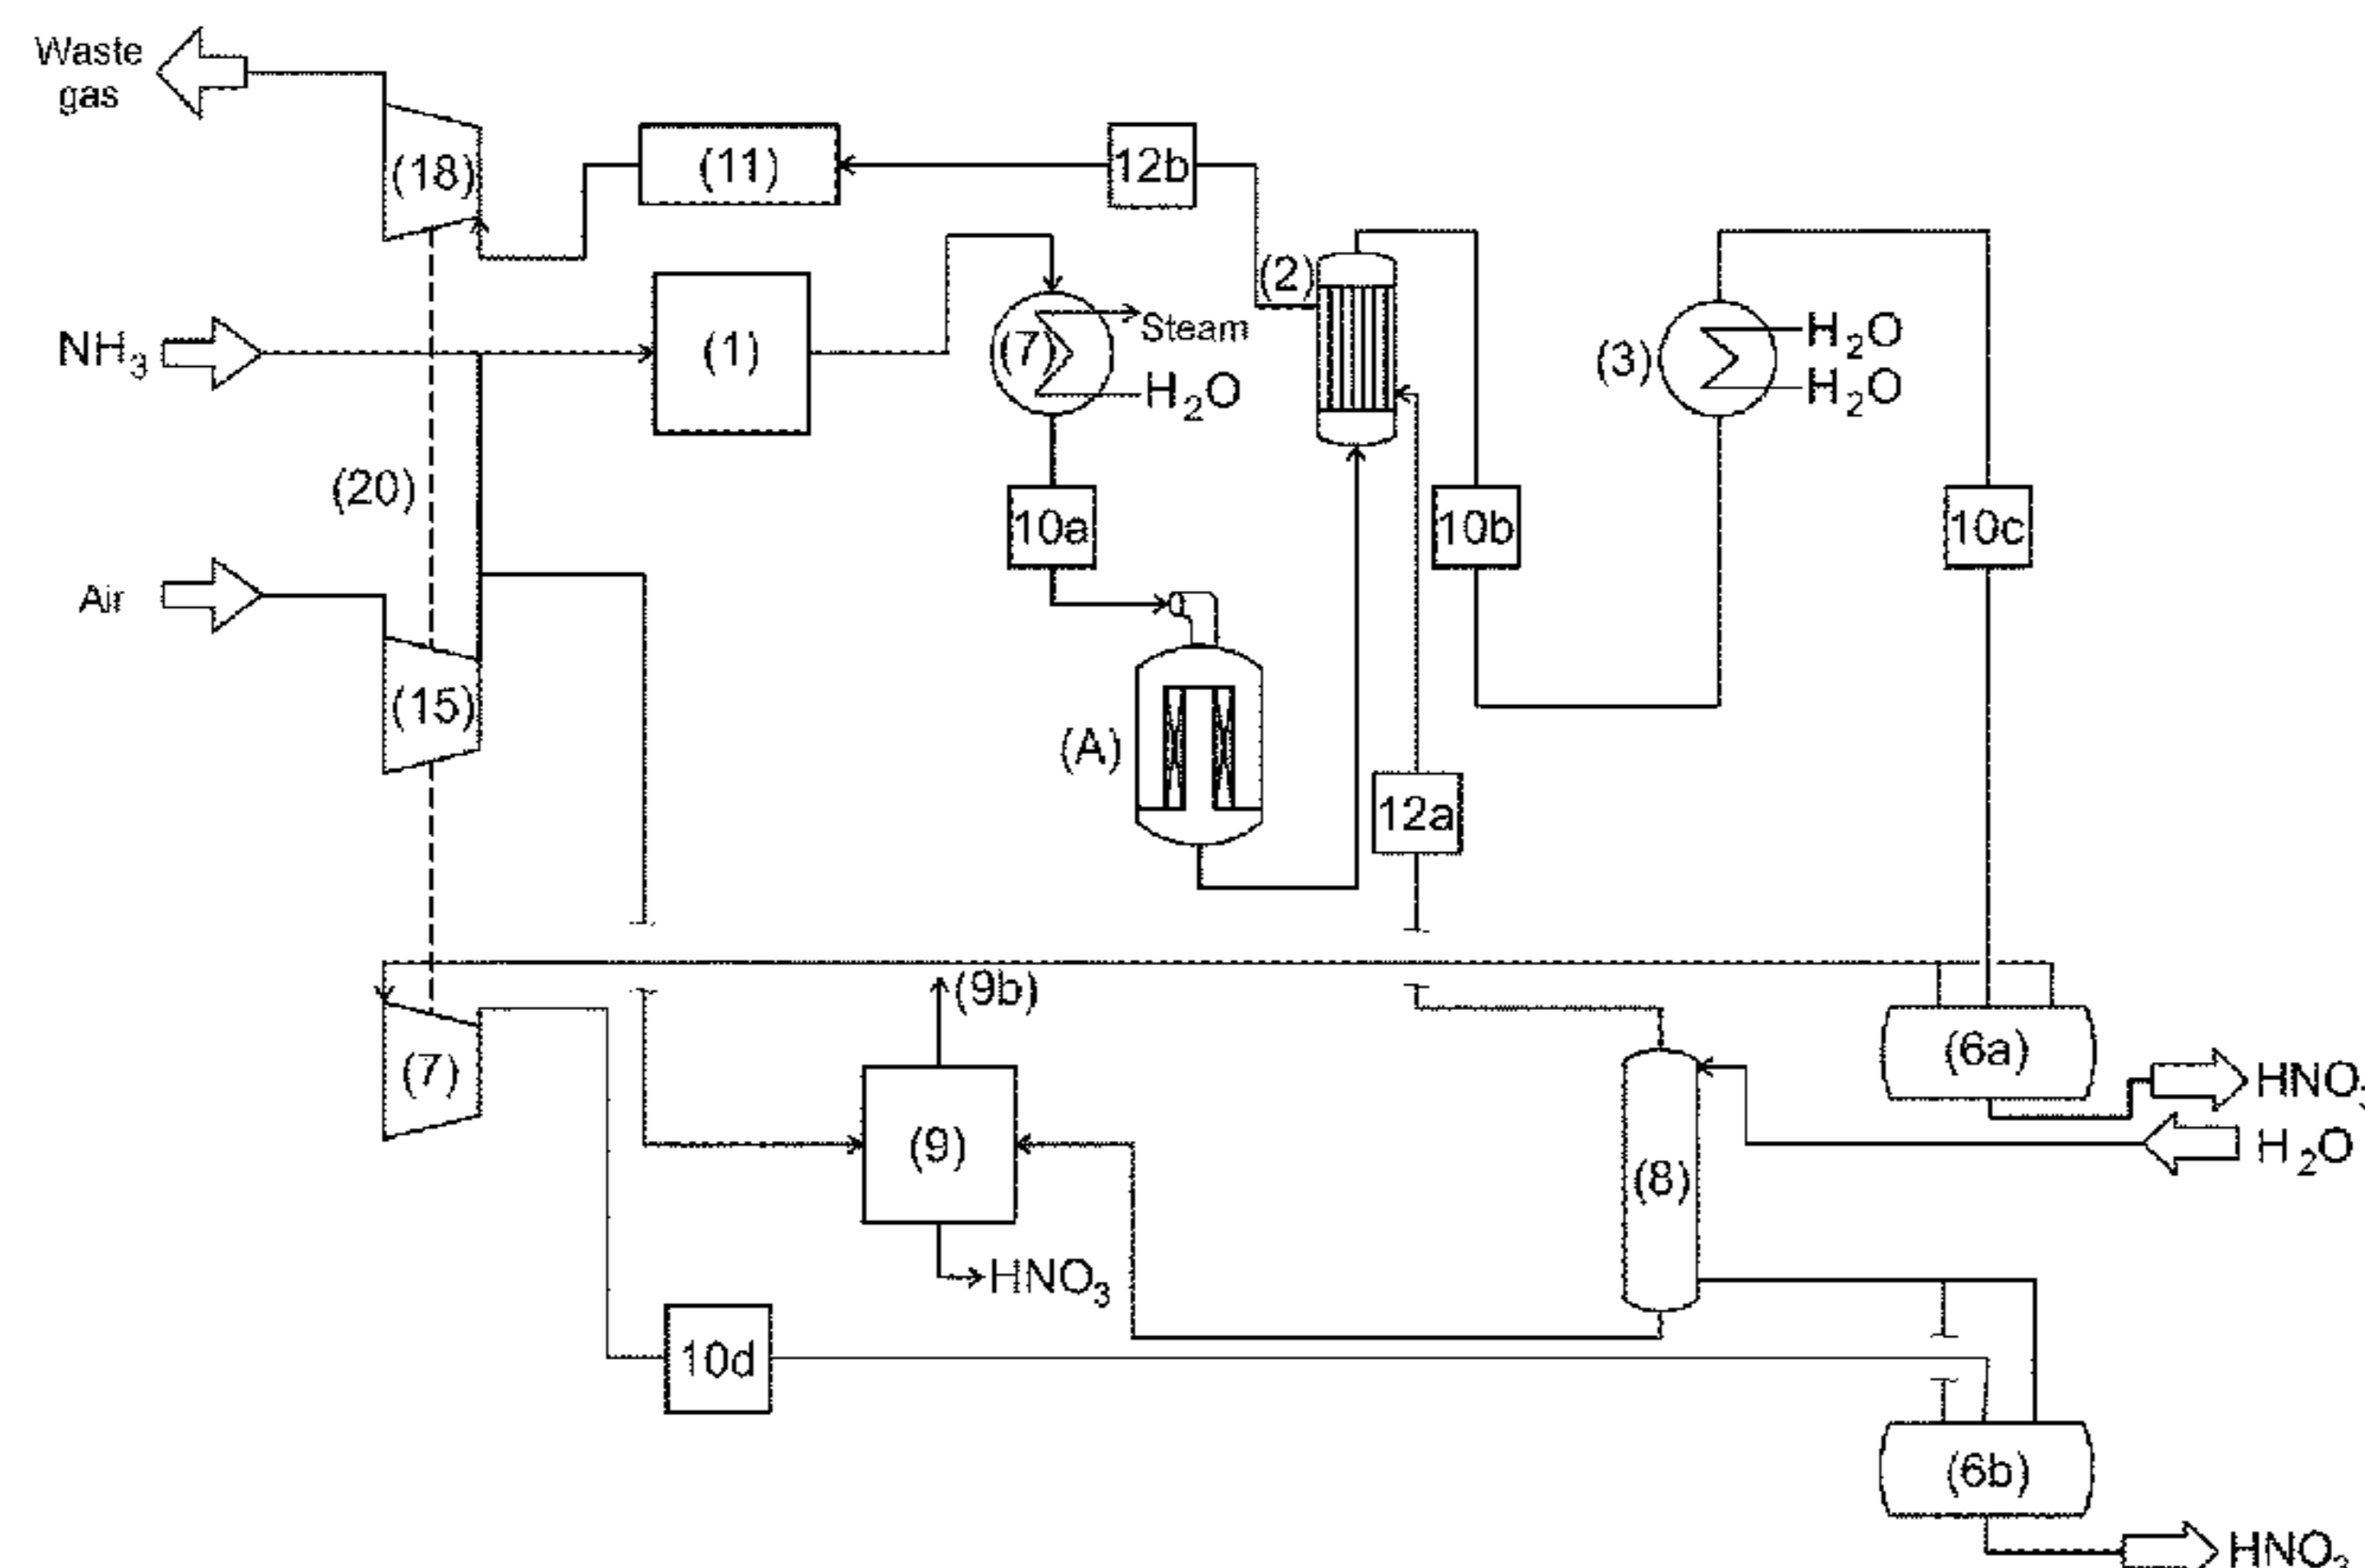 Waste
gas
(18)
(11)
12b
(2)
NH3
(1)
(7)
Steam
H2O
(3)
H2O
H2O
(20)
10a
10b
10c
Air
(15)
(A)
12a
(9b)
(7)
(6a)
HNO3
(9)
(8)
H2O
HNO3
10d
(6b)
HNO3